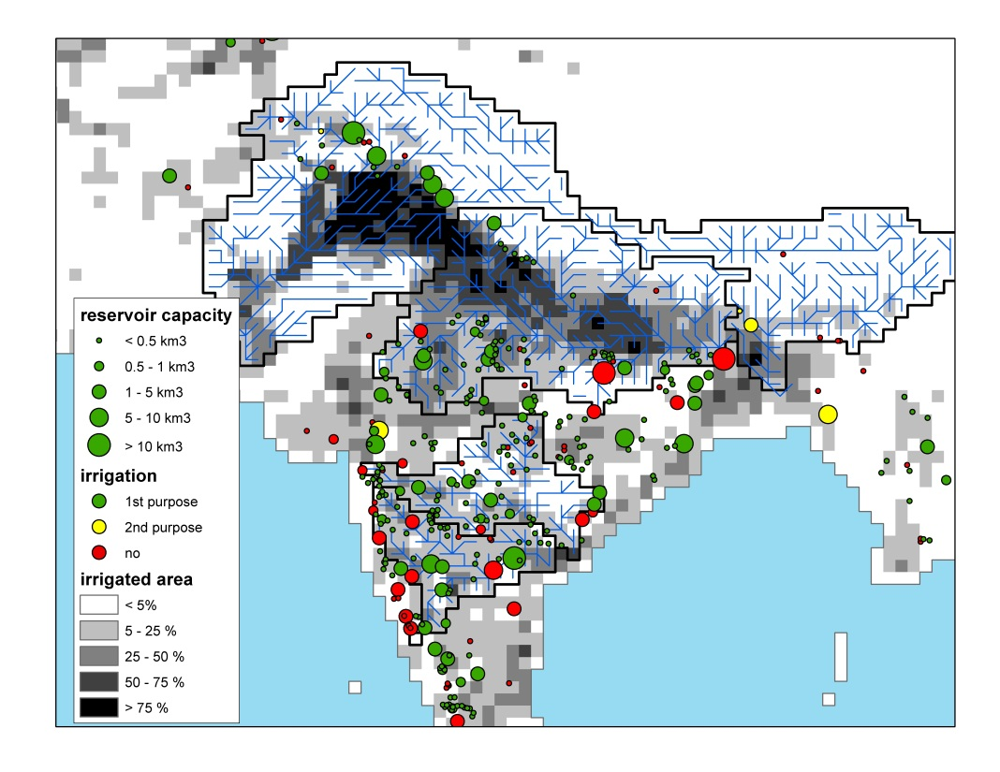 reservoir capacity
< 0.5 km3
0.5 - 1 km3
1 - 5 km3
5 - 10 km3
> 10 km3
irrigation
1st purpose
2nd purpose
no
irrigated area
< 5%
5 - 25 %
25 - 50 %
50 - 75 %
> 75 %